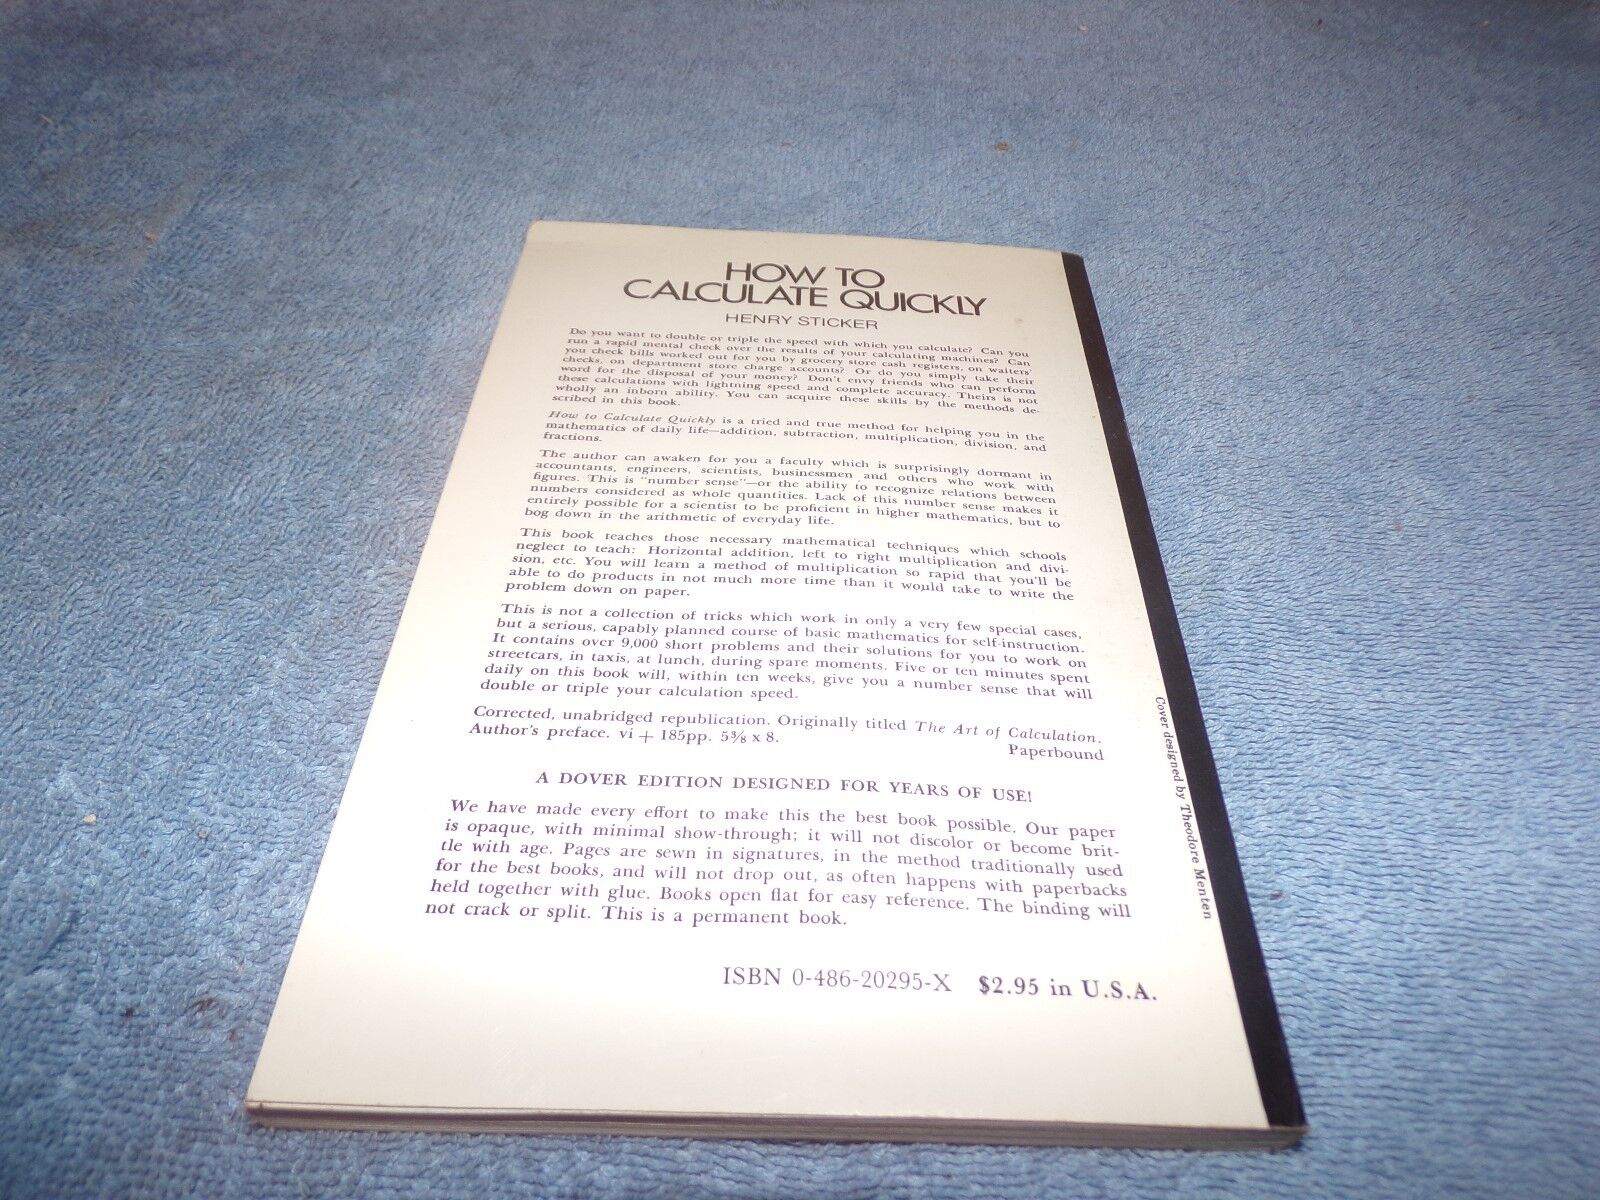 HOW TO
CALCULATE QUICKLY
HENRY STICKER
Do you want to double or triple the speed with which you calculate? Can you
run a rapid mental check over the results of your calculating machines? Can
you check bills worked out for you by grocery store cash registers, on waiters'
checks, on department store charge accounts? Or do you simply take their
word for the disposal of your money? Don't envy friends who can perform
these calculations with lightning speed and complete accuracy. Theirs is not
wholly an inborn ability. You can acquire these skills by the methods de-
scribed in this book.
How to Calculate Quickly is a tried and true method for helping you in the
mathematics of daily life—addition, subtraction, multiplication, division, and
fractions.
The author can awaken for you a faculty which is surprisingly dormant in
accountants, engineers, scientists, businessmen and others who work with
figures. This is "number sense"—or the ability to recognize relations between
numbers considered as whole quantities. Lack of this number sense makes it
entirely possible for a scientist to be proficient in higher mathematics, but to
bog down in the arithmetic of everyday life.
This book teaches those necessary mathematical techniques which schools
neglect to teach: Horizontal addition, left to right multiplication and divi-
sion, etc. You will learn a method of multiplication so rapid that you'll be
able to do products in not much more time than it would take to write the
problem down on paper.
This is not a collection of tricks which work in only a very few special cases,
but a serious, capably planned course of basic mathematics for self-instruction.
It contains over 9,000 short problems and their solutions for you to work on
streetcars, in taxis, at lunch, during spare moments. Five or ten minutes spent
daily on this book will, within ten weeks, give you a number sense that will
double or triple your calculation speed.
Corrected, unabridged republication. Originally titled The Art of Calculation.
Author's preface. vi + 185pp. 5⅜ x 8.
Paperbound
A DOVER EDITION DESIGNED FOR YEARS OF USE!
We have made every effort to make this the best book possible. Our paper
is opaque, with minimal show-through; it will not discolor or become brit-
tle with age. Pages are sewn in signatures, in the method traditionally used
for the best books, and will not drop out, as often happens with paperbacks
held together with glue. Books open flat for easy reference. The binding will
not crack or split. This is a permanent book.
ISBN 0-486-20295-X $2.95 in U.S.A.
Cover designed by Theodore Menten